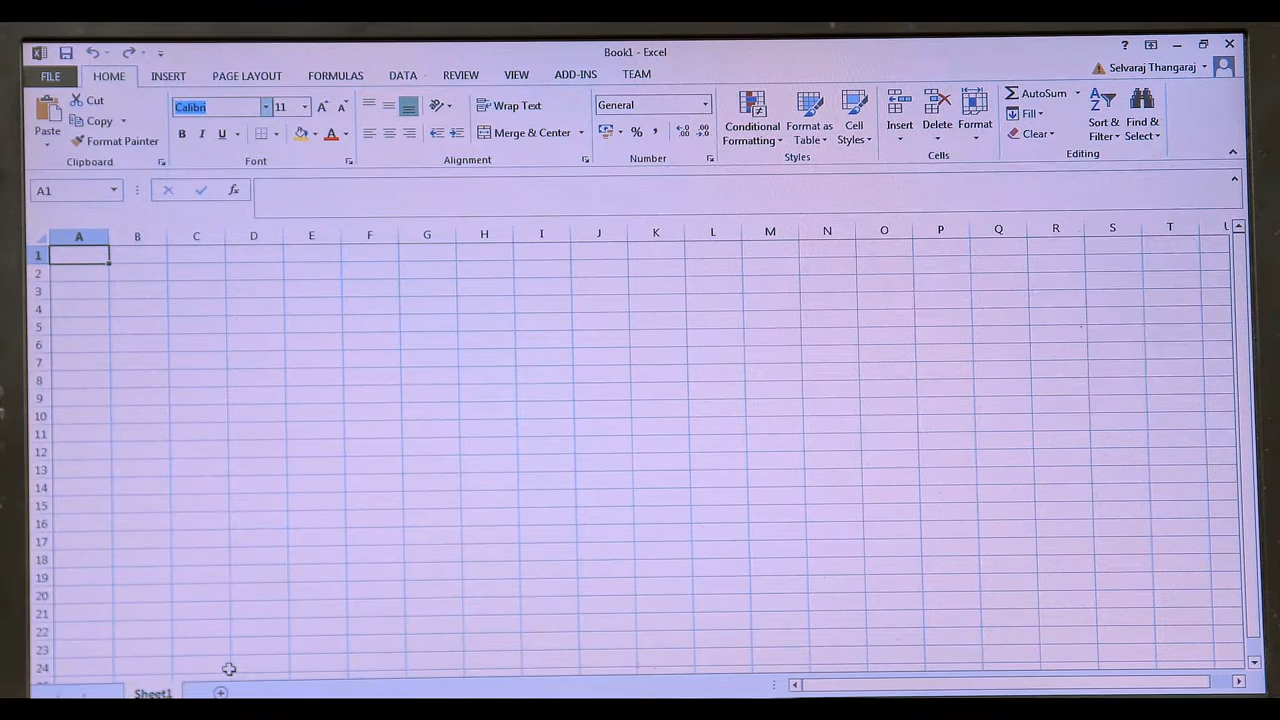 Book1 - Excel
?
FILE HOME INSERT PAGE LAYOUT FORMULAS DATA REVIEW VIEW ADD-INS TEAM
Selvaraj Thangaraj
Paste
Cut
Copy
Format Painter
Clipboard
Calibri 11 A A
B I U A
Font
Wrap Text
Merge & Center
Alignment
General
% ,
Number
Conditional Formatting
Format as Table
Cell Styles
Styles
Insert Delete Format
Cells
Σ AutoSum
Fill
Clear
Sort & Filter
Find & Select
Editing
A1 fx
A B C D E F G H I J K L M N O P Q R S T
1
2
3
4
5
6
7
8
9
10
11
12
13
14
15
16
17
18
19
20
21
22
23
24
Sheet1